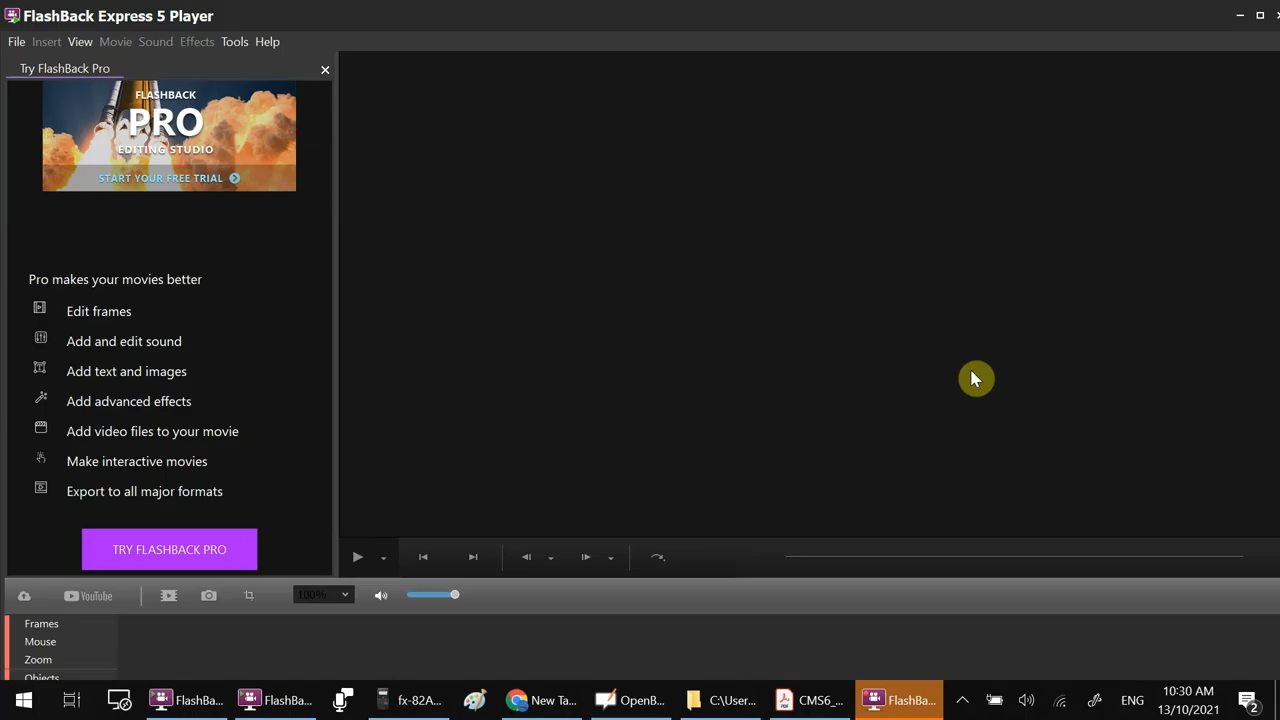 FlashBack Express 5 Player
File Insert View Movie Sound Effects Tools Help
Try FlashBack Pro
FLASHBACK
PRO
EDITING STUDIO
START YOUR FREE TRIAL
Pro makes your movies better
Edit frames
Add and edit sound
Add text and images
Add advanced effects
Add video files to your movie
Make interactive movies
Export to all major formats
TRY FLASHBACK PRO
YouTube 100%
Frames
Mouse
Zoom
Objects
FlashBa... FlashBa... fx-82A... New Ta... OpenB... C:\User... CMS6_... FlashBa... ENG
10:30 AM
13/10/2021
2